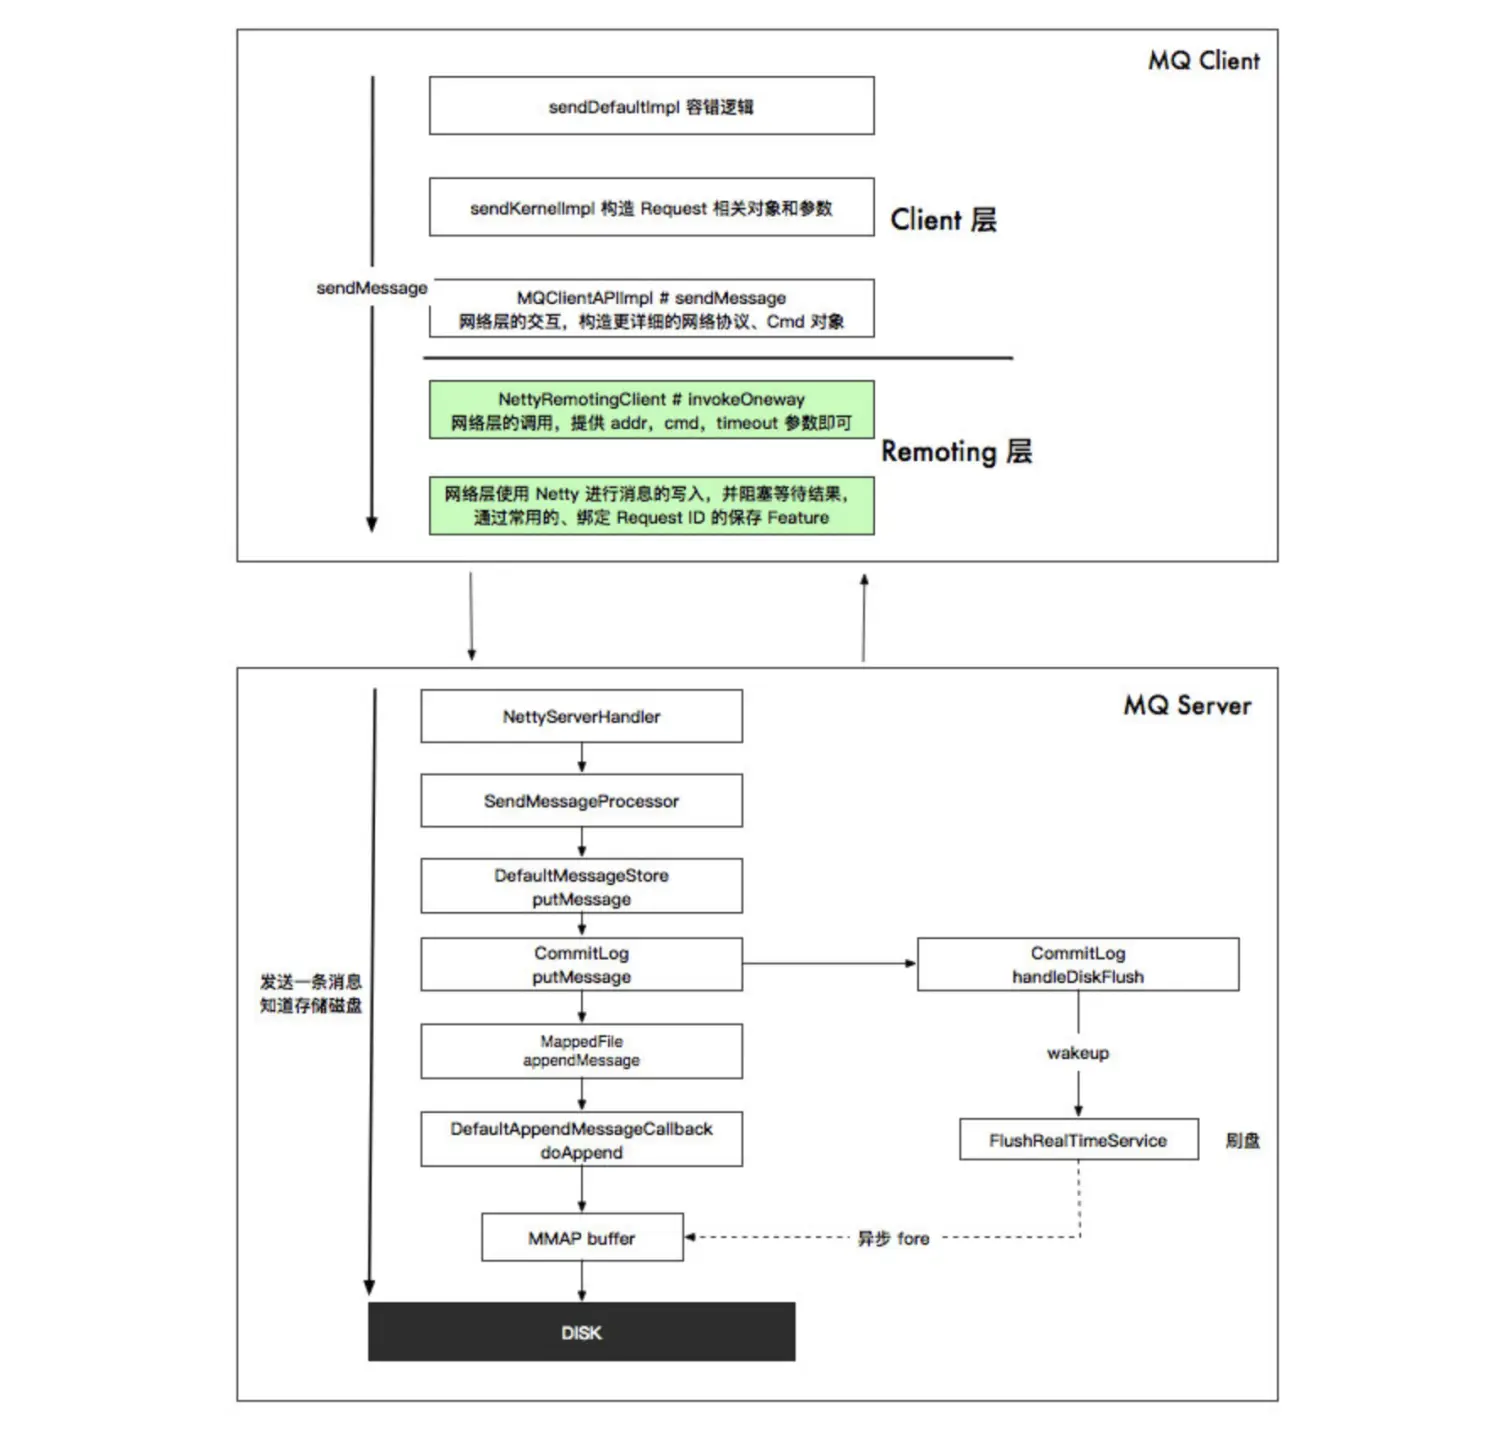 MQ Client
sendDefaultImpl 容错逻辑
sendKernelImpl 构造 Request 相关对象和参数
Client 层
sendMessage
MQClientAPIImpl # sendMessage
网络层的交互，构造更详细的网络协议、Cmd 对象
NettyRemotingClient # invokeOneway
网络层的调用，提供 addr，cmd，timeout 参数即可
Remoting 层
网络层使用 Netty 进行消息的写入，并阻塞等待结果，
通过常用的、绑定 Request ID 的保存 Feature
MQ Server
NettyServerHandler
SendMessageProcessor
DefaultMessageStore
putMessage
CommitLog
putMessage
CommitLog
handleDiskFlush
发送一条消息
知道存储磁盘
MappedFile
appendMessage
wakeup
DefaultAppendMessageCallback
doAppend
FlushRealTimeService
刷盘
MMAP buffer
异步 fore
DISK